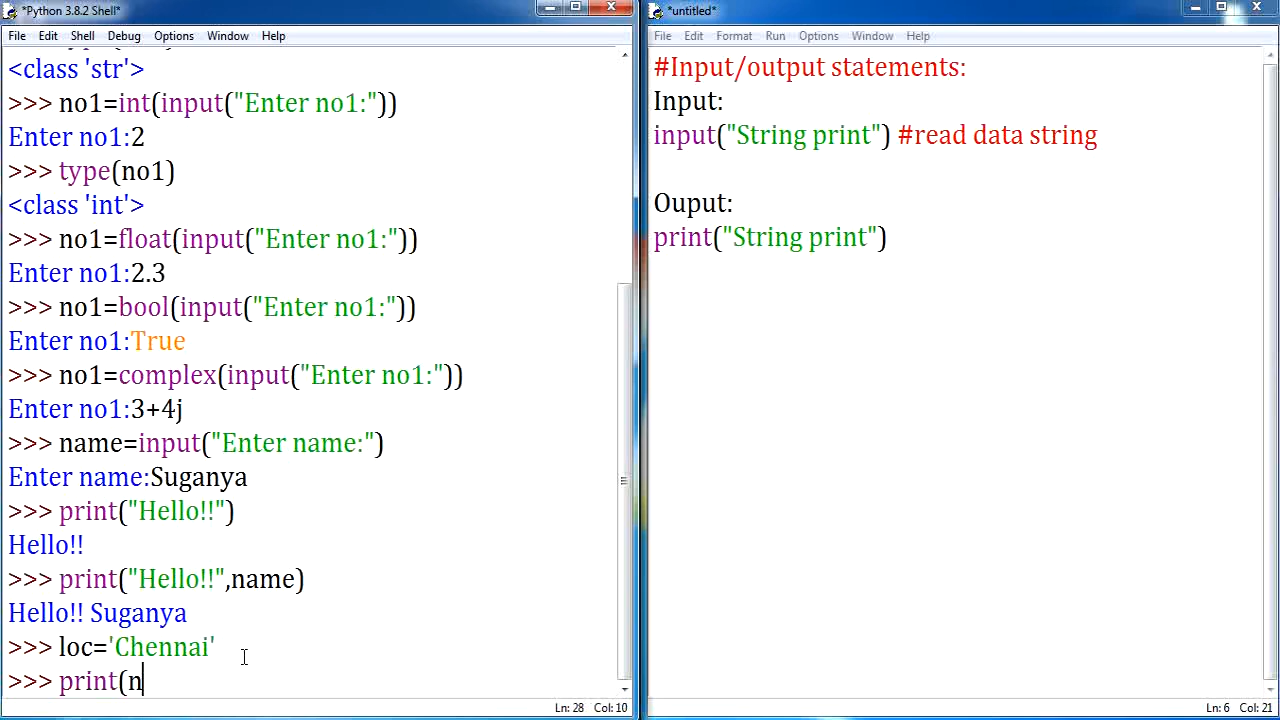 *Python 3.8.2 Shell*
File Edit Shell Debug Options Window Help
<class 'str'>
>>> no1=int(input("Enter no1:"))
Enter no1:2
>>> type(no1)
<class 'int'>
>>> no1=float(input("Enter no1:"))
Enter no1:2.3
>>> no1=bool(input("Enter no1:"))
Enter no1:True
>>> no1=complex(input("Enter no1:"))
Enter no1:3+4j
>>> name=input("Enter name:")
Enter name:Suganya
>>> print("Hello!!")
Hello!!
>>> print("Hello!!",name)
Hello!! Suganya
>>> loc='Chennai'
>>> print(n
Ln: 28 Col: 10
*untitled*
File Edit Format Run Options Window Help
#Input/output statements:
Input:
input("String print") #read data string
Ouput:
print("String print")
Ln: 6 Col: 21